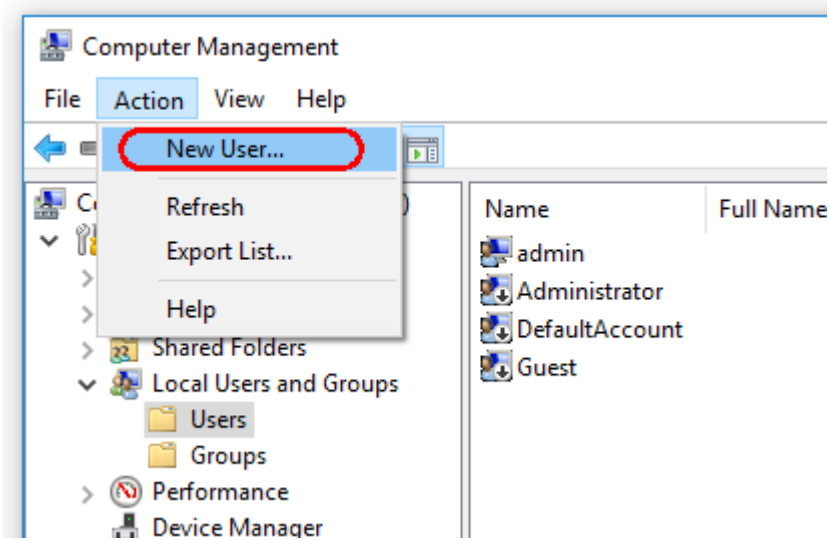 Computer Management
File Action View Help
New User...
Refresh
Export List...
Help
C )
Shared Folders
Local Users and Groups
Users
Groups
Performance
Device Manager
Name Full Name
admin
Administrator
DefaultAccount
Guest